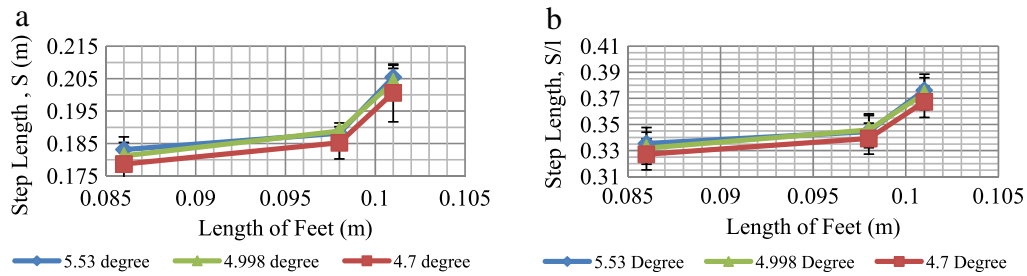 a
Step Length , S (m)
0.215
0.205
0.195
0.185
0.175
0.085 0.09 0.095 0.1 0.105
Length of Feet (m)
5.53 degree 4.998 degree 4.7 degree
b
Step Length, S/l
0.41
0.39
0.37
0.35
0.33
0.31
0.085 0.09 0.095 0.1 0.105
Length of Feet (m)
5.53 Degree 4.998 Degree 4.7 Degree